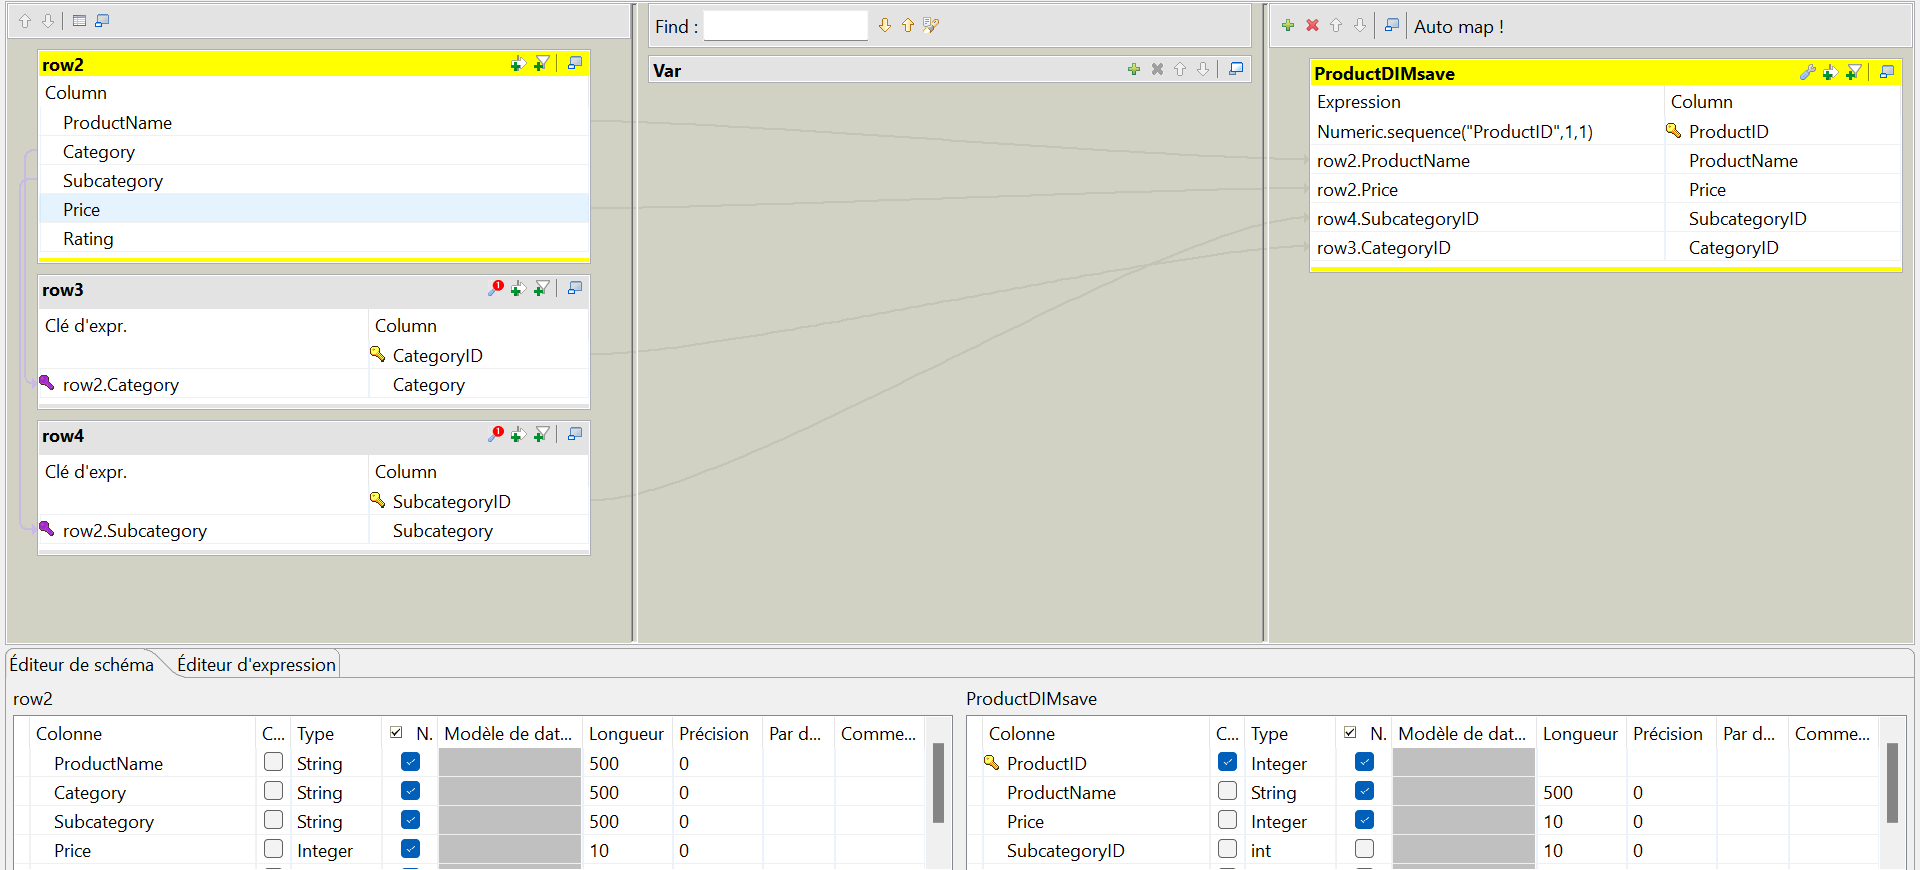 Find :
Auto map !
row2
Column
ProductName
Category
Subcategory
Price
Rating
row3
Clé d'expr.
Column
CategoryID
row2.Category
Category
row4
Clé d'expr.
Column
SubcategoryID
row2.Subcategory
Subcategory
Var
ProductDIMsave
Expression
Column
Numeric.sequence("ProductID",1,1)
ProductID
row2.ProductName
ProductName
row2.Price
Price
row4.SubcategoryID
SubcategoryID
row3.CategoryID
CategoryID
Éditeur de schéma
Éditeur d'expression
row2
Colonne C... Type N. Modèle de dat... Longueur Précision Par d... Comme...
ProductName String 500 0
Category String 500 0
Subcategory String 500 0
Price Integer 10 0
ProductDIMsave
Colonne C... Type N. Modèle de dat... Longueur Précision Par d... Comme...
ProductID Integer
ProductName String 500 0
Price Integer 10 0
SubcategoryID int 10 0